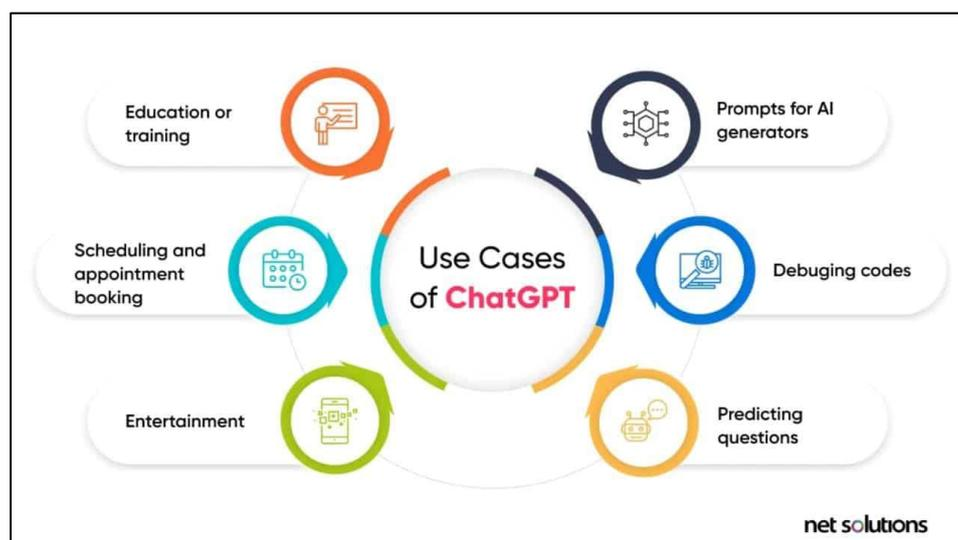 Education or
training
Scheduling and
appointment
booking
Entertainment
Use Cases
of ChatGPT
Prompts for AI
generators
Debuging codes
Predicting
questions
net solutions